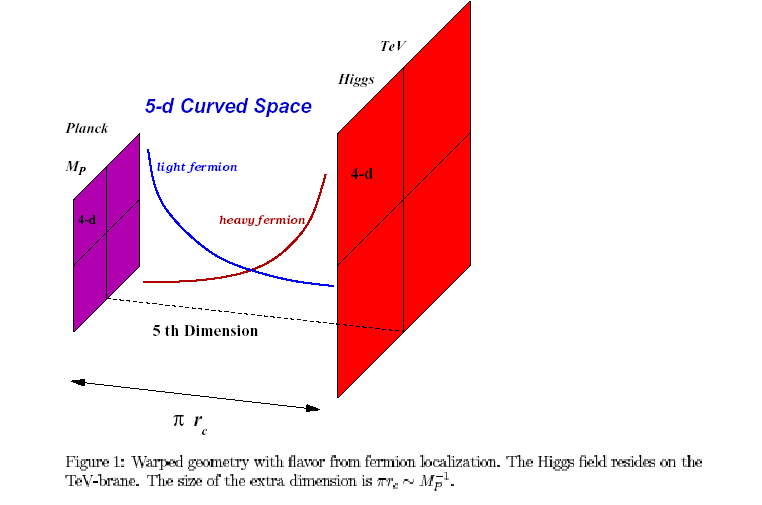 TeV
Higgs
5-d Curved Space
Planck
M_P
light fermion
4-d
4-d
heavy fermion
5 th Dimension
π r_c
Figure 1: Warped geometry with flavor from fermion localization. The Higgs field resides on the
TeV-brane. The size of the extra dimension is πr_c ∼ M_P^{-1}.